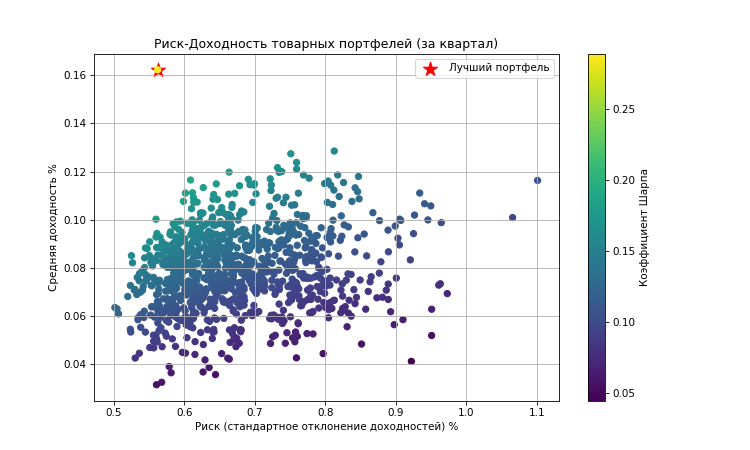 Риск-Доходность товарных портфелей (за квартал)
Лучший портфель
Средняя доходность %
0.16
0.14
0.12
0.10
0.08
0.06
0.04
0.5 0.6 0.7 0.8 0.9 1.0 1.1
Риск (стандартное отклонение доходностей) %
0.25
0.20
0.15
0.10
0.05
Коэффициент Шарпа